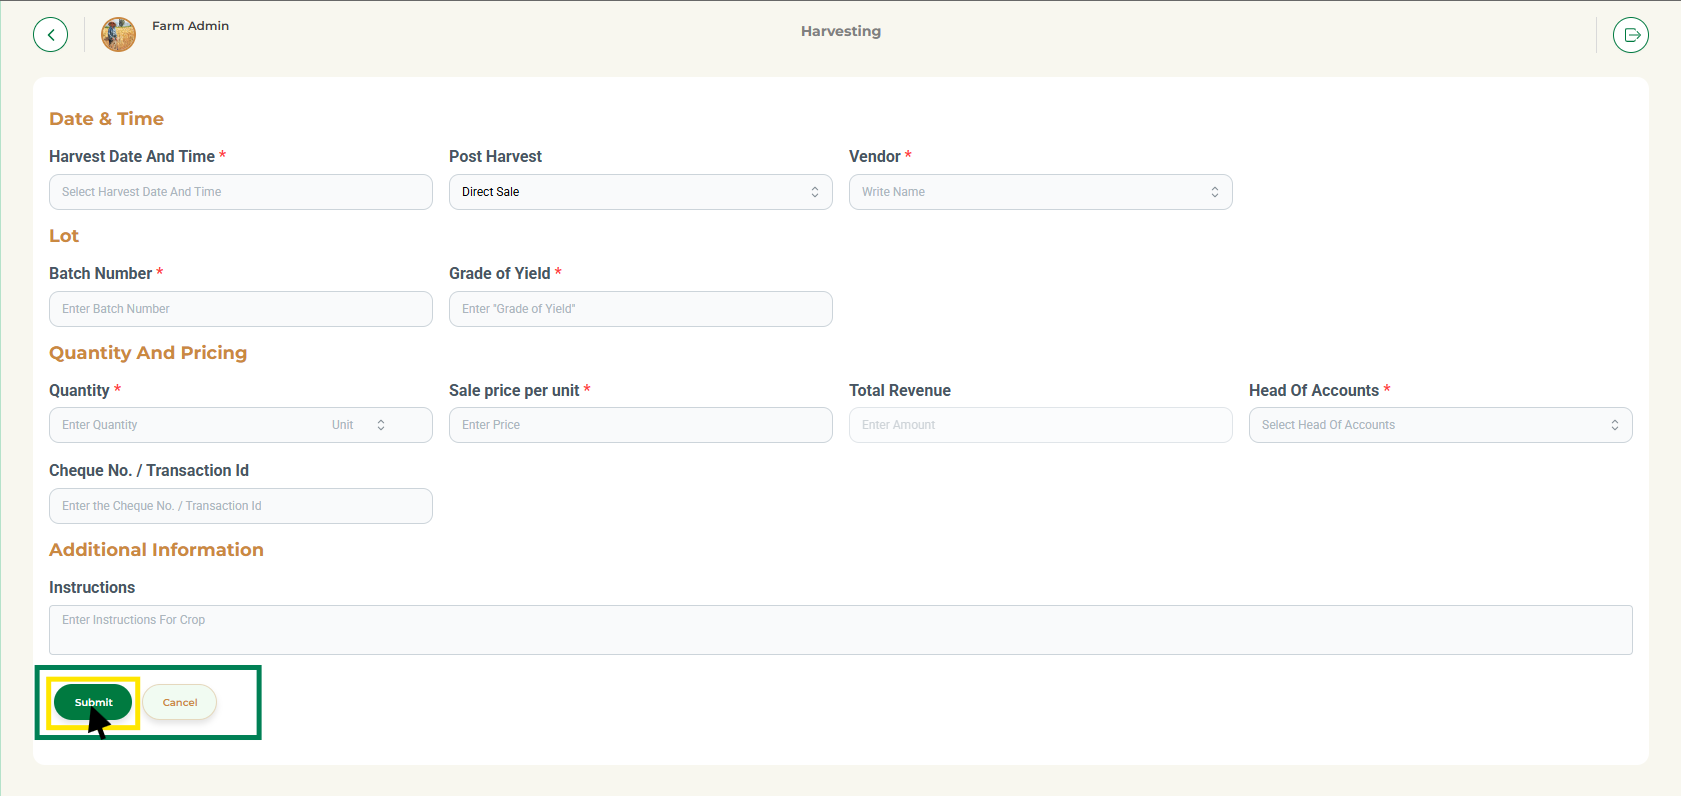 Farm Admin
Harvesting
Date & Time
Harvest Date And Time *
Post Harvest
Vendor *
Select Harvest Date And Time
Direct Sale
Write Name
Lot
Batch Number *
Grade of Yield *
Enter Batch Number
Enter "Grade of Yield"
Quantity And Pricing
Quantity *
Sale price per unit *
Total Revenue
Head Of Accounts *
Enter Quantity
Unit
Enter Price
Enter Amount
Select Head Of Accounts
Cheque No. / Transaction Id
Enter the Cheque No. / Transaction Id
Additional Information
Instructions
Enter Instructions For Crop
Submit
Cancel